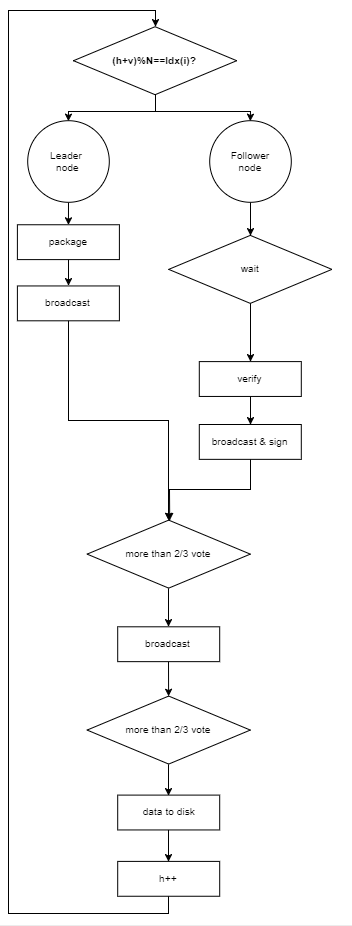 (h+v)%N==Idx(i)?
Leader
node
Follower
node
package
wait
broadcast
verify
broadcast & sign
more than 2/3 vote
broadcast
more than 2/3 vote
data to disk
h++